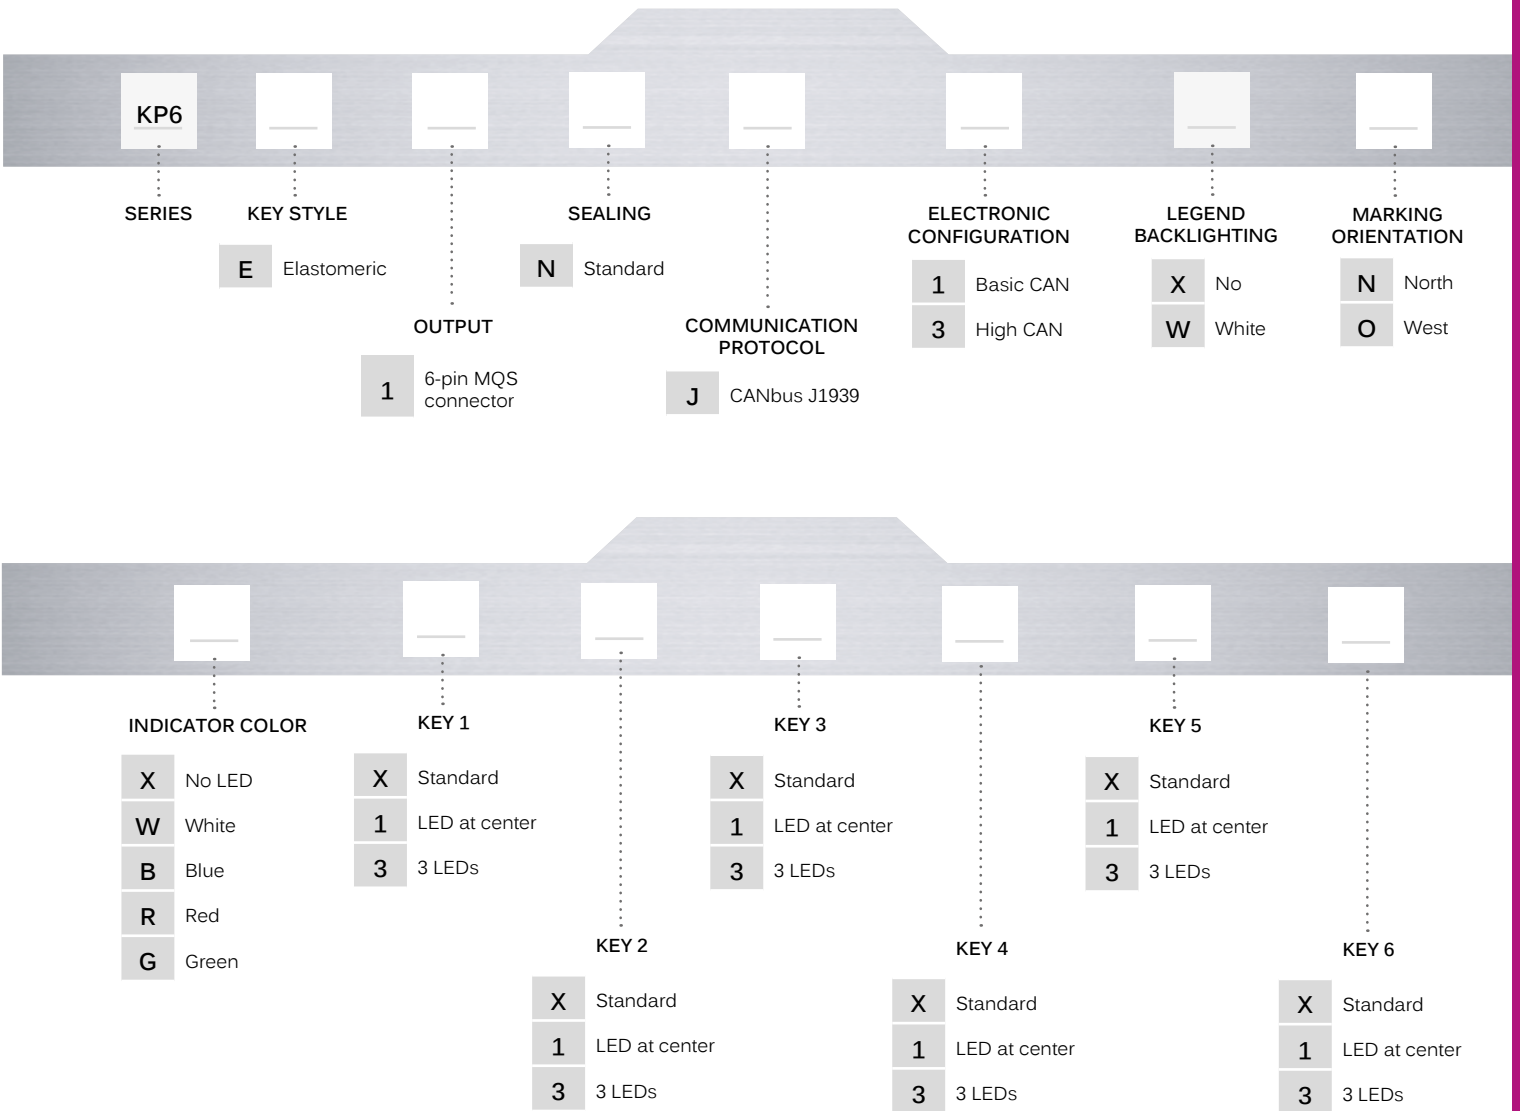 KP6
SERIES
KEY STYLE
E Elastomeric
OUTPUT
1 6-pin MQS
connector
SEALING
N Standard
COMMUNICATION
PROTOCOL
J CANbus J1939
ELECTRONIC
CONFIGURATION
1 Basic CAN
3 High CAN
LEGEND
BACKLIGHTING
X No
W White
MARKING
ORIENTATION
N North
O West
INDICATOR COLOR
X No LED
W White
B Blue
R Red
G Green
KEY 1
X Standard
1 LED at center
3 3 LEDs
KEY 2
X Standard
1 LED at center
3 3 LEDs
KEY 3
X Standard
1 LED at center
3 3 LEDs
KEY 4
X Standard
1 LED at center
3 3 LEDs
KEY 5
X Standard
1 LED at center
3 3 LEDs
KEY 6
X Standard
1 LED at center
3 3 LEDs